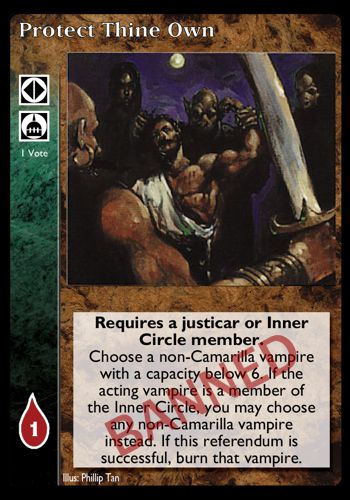 Protect Thine Own
1 Vote
Requires a justicar or Inner
Circle member.
Choose a non-Camarilla vampire
with a capacity below 6. If the
acting vampire is a member of
the Inner Circle, you may choose
any non-Camarilla vampire
instead. If this referendum is
successful, burn that vampire.
BANNED
1
Illus: Phillip Tan